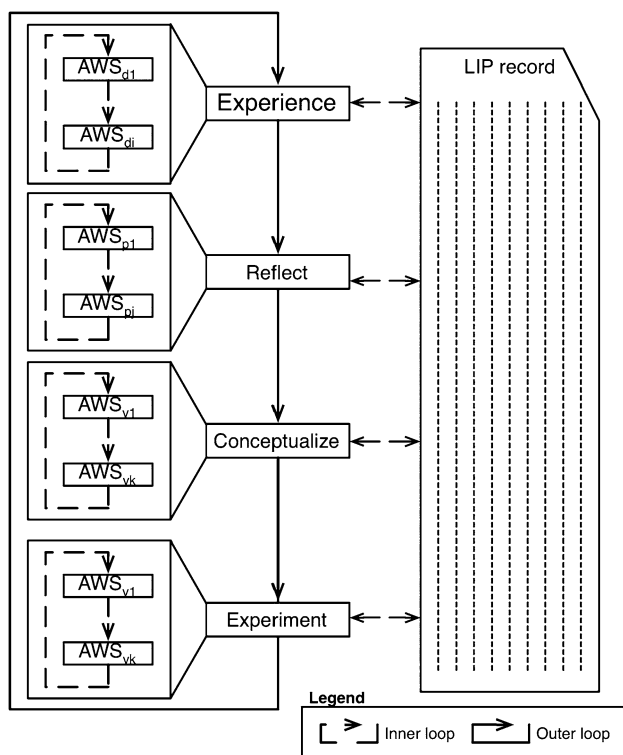 LIP record
AWSd1
AWSdi
Experience
AWSp1
AWSpj
Reflect
AWSv1
AWSvk
Conceptualize
AWSv1
AWSvk
Experiment
Legend
Inner loop
Outer loop